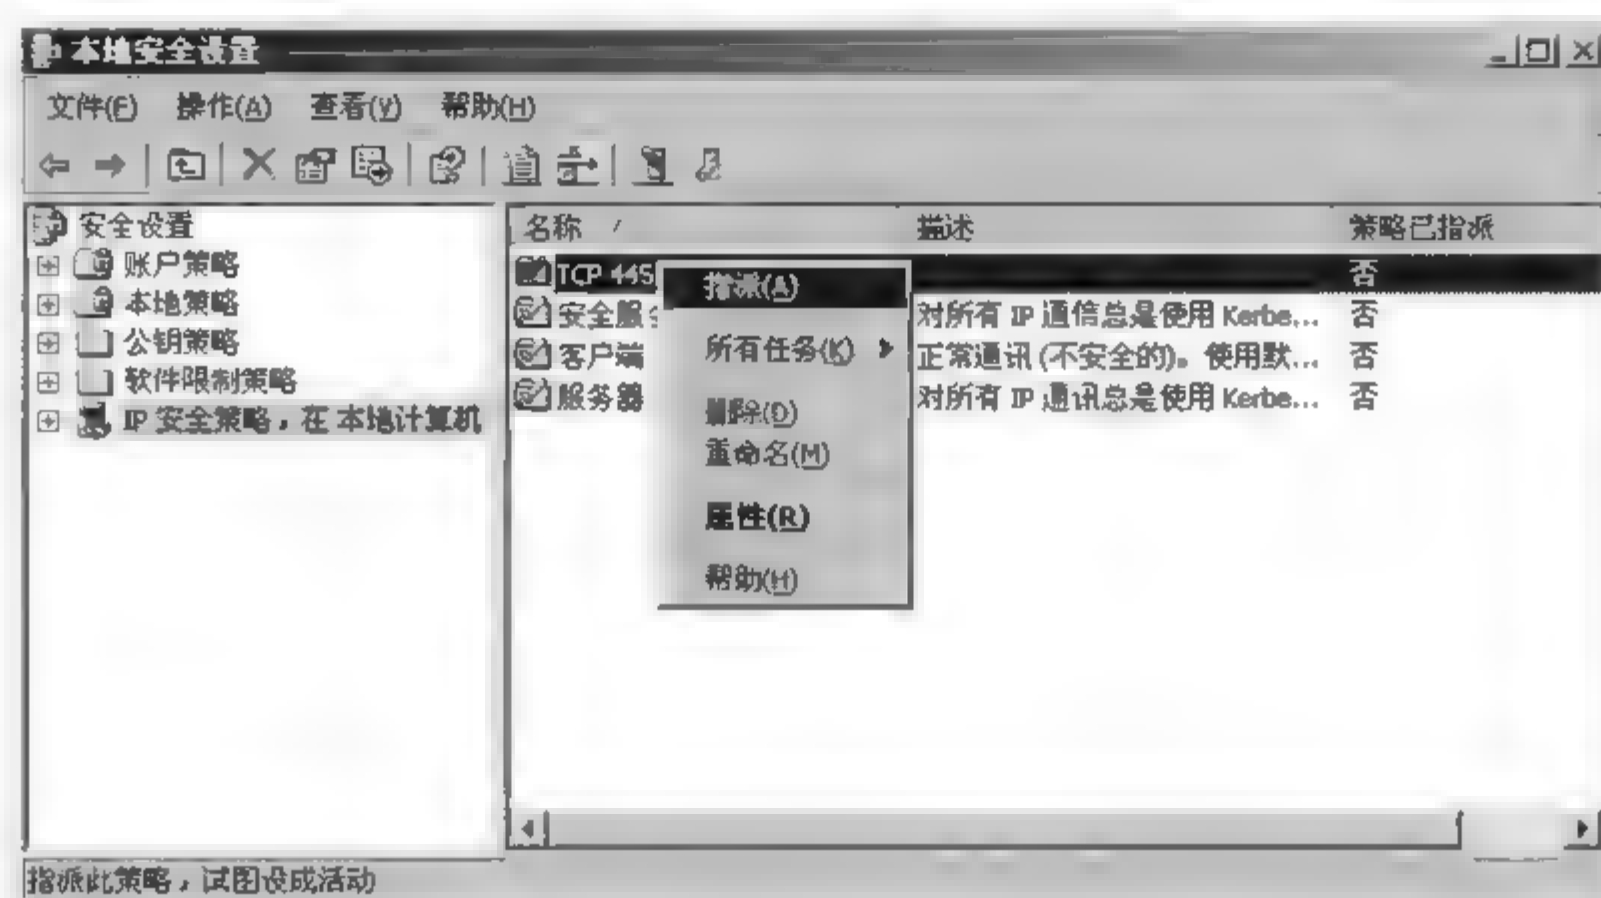 本地安全设置
文件(F) 操作(A) 查看(V) 帮助(H)
安全设置
账户策略
本地策略
公钥策略
软件限制策略
IP 安全策略，在 本地计算机
名称 描述 策略已指派
TCP 445 否
安全服 对所有 IP 通信总是使用 Kerbe... 否
客户端 正常通讯(不安全的)。使用默... 否
服务器 对所有 IP 通讯总是使用 Kerbe... 否
指派(A)
所有任务(K)
删除(D)
重命名(M)
属性(R)
帮助(H)
指派此策略，试图设成活动